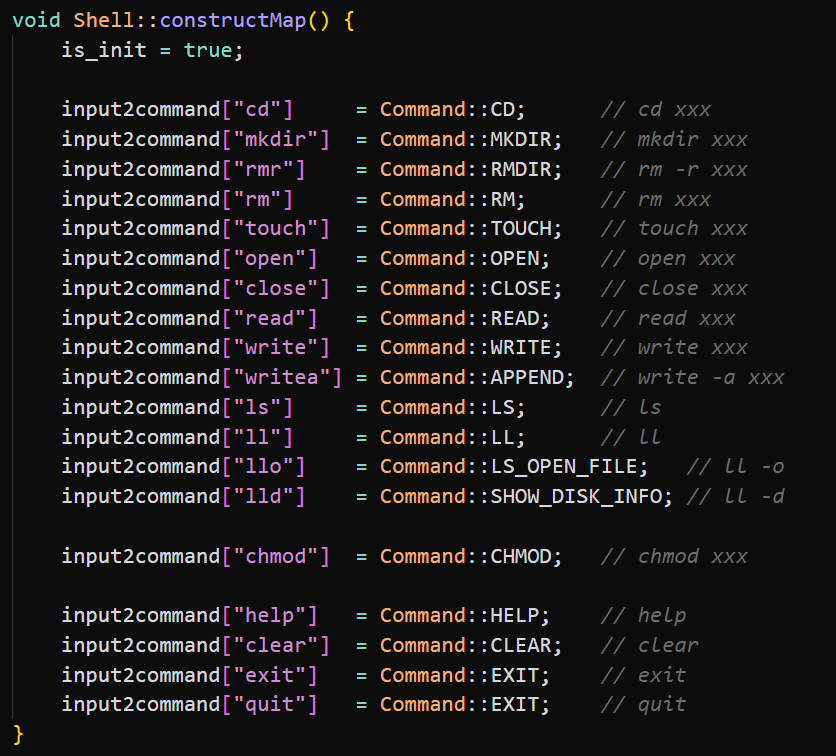 void Shell::constructMap() {
    is_init = true;

    input2command["cd"]     = Command::CD;      // cd xxx
    input2command["mkdir"]  = Command::MKDIR;   // mkdir xxx
    input2command["rmr"]    = Command::RMDIR;   // rm -r xxx
    input2command["rm"]     = Command::RM;      // rm xxx
    input2command["touch"]  = Command::TOUCH;   // touch xxx
    input2command["open"]   = Command::OPEN;    // open xxx
    input2command["close"]  = Command::CLOSE;   // close xxx
    input2command["read"]   = Command::READ;    // read xxx
    input2command["write"]  = Command::WRITE;   // write xxx
    input2command["writea"] = Command::APPEND;  // write -a xxx
    input2command["ls"]     = Command::LS;      // ls
    input2command["ll"]     = Command::LL;      // ll
    input2command["llo"]    = Command::LS_OPEN_FILE;   // ll -o
    input2command["lld"]    = Command::SHOW_DISK_INFO; // ll -d

    input2command["chmod"]  = Command::CHMOD;   // chmod xxx

    input2command["help"]   = Command::HELP;    // help
    input2command["clear"]  = Command::CLEAR;   // clear
    input2command["exit"]   = Command::EXIT;    // exit
    input2command["quit"]   = Command::EXIT;    // quit
}